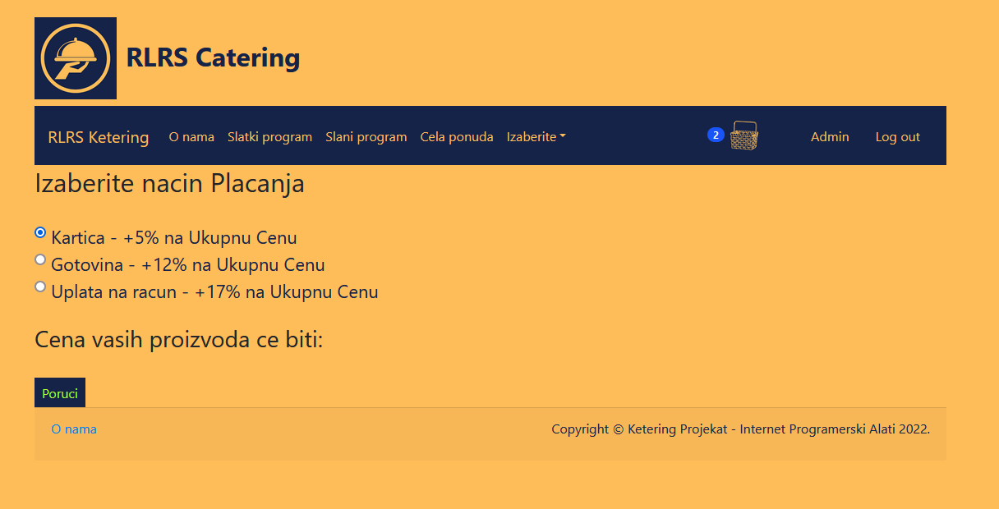 RLRS Catering
RLRS Ketering O nama Slatki program Slani program Cela ponuda Izaberite 2 Admin Log out
Izaberite nacin Placanja
Kartica - +5% na Ukupnu Cenu
Gotovina - +12% na Ukupnu Cenu
Uplata na racun - +17% na Ukupnu Cenu
Cena vasih proizvoda ce biti:
Poruci
O nama Copyright © Ketering Projekat - Internet Programerski Alati 2022.